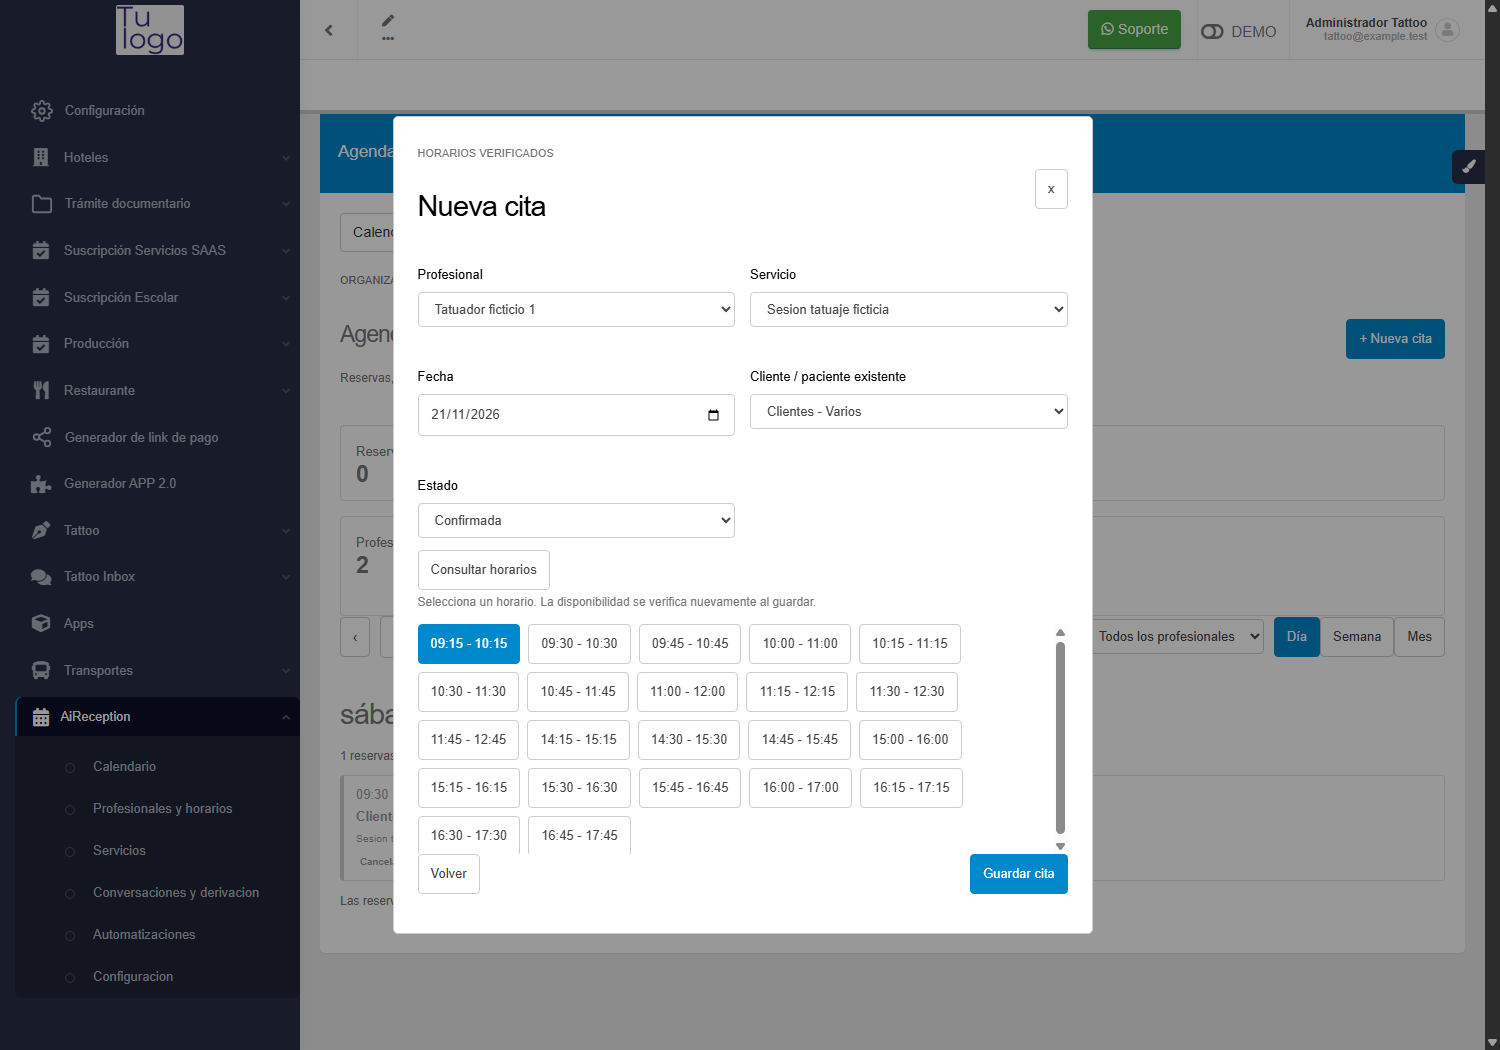 Tu
logo
Configuración
Hoteles
Trámite documentario
Suscripción Servicios SAAS
Suscripción Escolar
Producción
Restaurante
Generador de link de pago
Generador APP 2.0
Tattoo
Tattoo Inbox
Apps
Transportes
AiReception
Calendario
Profesionales y horarios
Servicios
Conversaciones y derivacion
Automatizaciones
Configuracion
Soporte
DEMO
Administrador Tattoo
tattoo@example.test
Agenda
Calen
ORGANIZA
Agen
+ Nueva cita
Reservas,
Reser
0
Profes
2
‹
Todos los profesionales
Día
Semana
Mes
sába
1 reservas
09:30
Client
Sesion t
Cancela
Las reserv
HORARIOS VERIFICADOS
x
Nueva cita
Profesional
Servicio
Tatuador ficticio 1
Sesion tatuaje ficticia
Fecha
Cliente / paciente existente
21/11/2026
Clientes - Varios
Estado
Confirmada
Consultar horarios
Selecciona un horario. La disponibilidad se verifica nuevamente al guardar.
09:15 - 10:15 09:30 - 10:30 09:45 - 10:45 10:00 - 11:00 10:15 - 11:15
10:30 - 11:30 10:45 - 11:45 11:00 - 12:00 11:15 - 12:15 11:30 - 12:30
11:45 - 12:45 14:15 - 15:15 14:30 - 15:30 14:45 - 15:45 15:00 - 16:00
15:15 - 16:15 15:30 - 16:30 15:45 - 16:45 16:00 - 17:00 16:15 - 17:15
16:30 - 17:30 16:45 - 17:45
Volver
Guardar cita